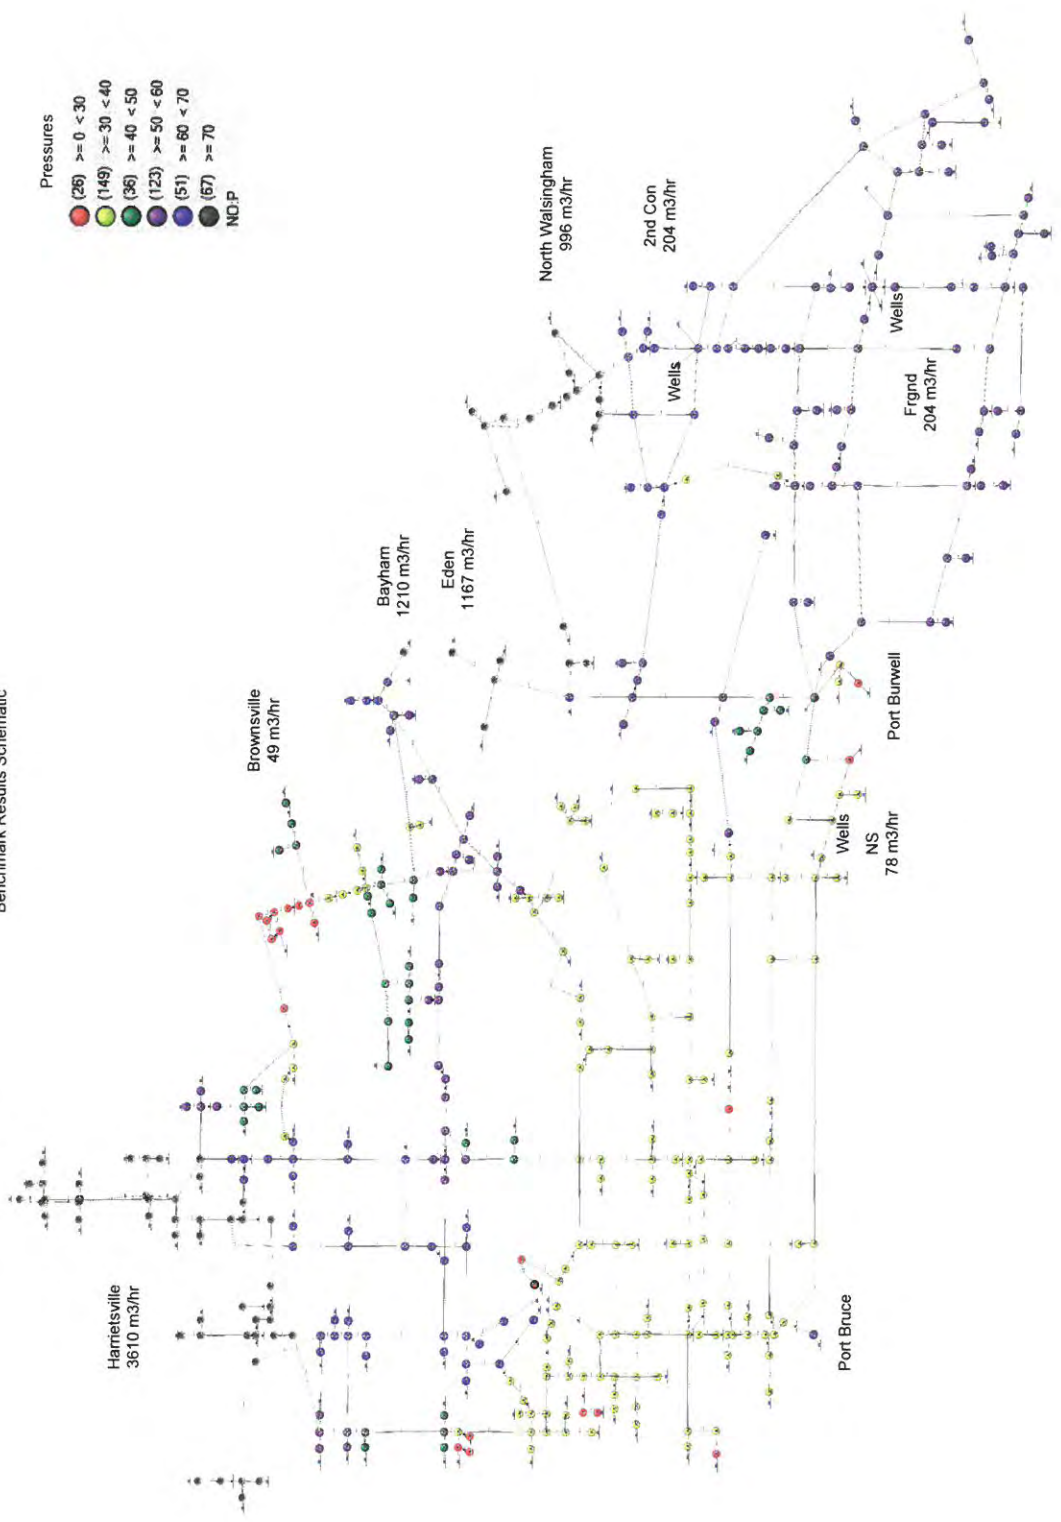 Benchmark Results Schematic
Pressures
(26) >= 0 < 30
(149) >= 30 < 40
(36) >= 40 < 50
(123) >= 50 < 60
(51) >= 60 < 70
(67) >= 70
NO:P
Harrietsville
3610 m3/hr
Brownsville
49 m3/hr
Bayham
1210 m3/hr
Eden
1167 m3/hr
North Walsingham
996 m3/hr
2nd Con
204 m3/hr
Wells
Wells
Frgnd
204 m3/hr
Port Burwell
Wells
NS
78 m3/hr
Port Bruce